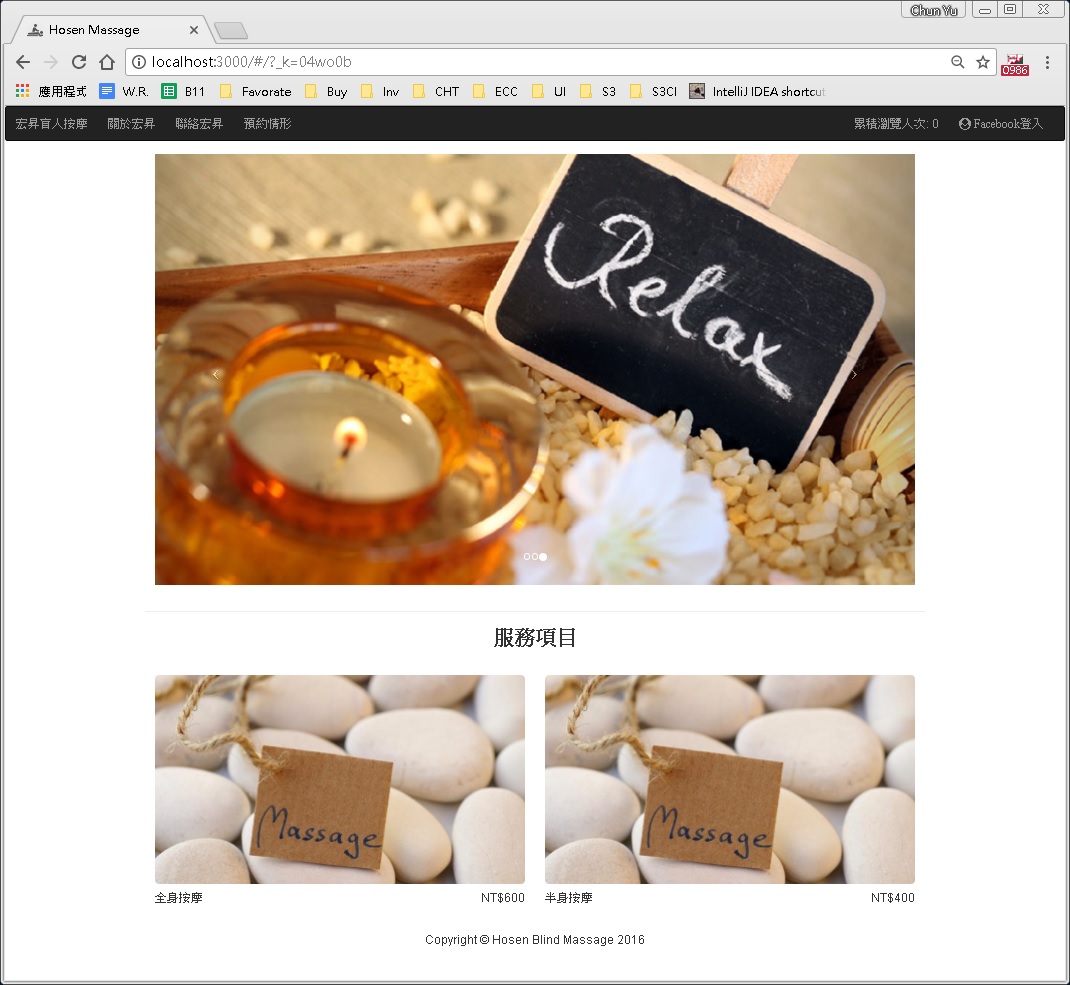 Chun Yu
Hosen Massage
localhost:3000/#/?_k=04wo0b
0986
應用程式 W.R. B11 Favorate Buy Inv CHT ECC UI S3 S3CI IntelliJ IDEA shortcut
宏昇盲人按摩 關於宏昇 聯絡宏昇 預約情形 累積瀏覽人次: 0 Facebook登入
Relax
服務項目
Massage Massage
全身按摩 NT$600 半身按摩 NT$400
Copyright © Hosen Blind Massage 2016